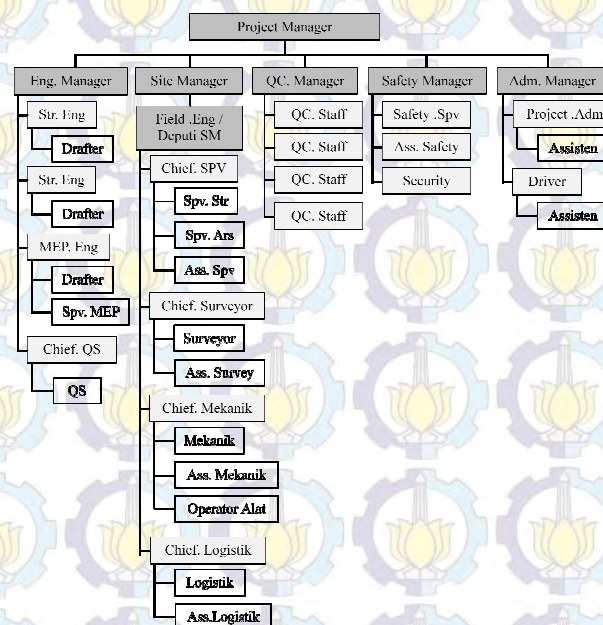 Project Manager
Eng. Manager
Str. Eng
Drafter
Str. Eng
Drafter
MEP. Eng
Drafter
Spv. MEP
Chief. QS
QS
Site Manager
Field .Eng /
Deputi SM
Chief. SPV
Spv. Str
Spv. Ars
Ass. Spv
Chief. Surveyor
Surveyor
Ass. Survey
Chief. Mekanik
Mekanik
Ass. Mekanik
Operator Alat
Chief. Logistik
Logistik
Ass.Logistik
QC. Manager
QC. Staff
QC. Staff
QC. Staff
QC. Staff
Safety Manager
Safety .Spv
Ass. Safety
Security
Adm. Manager
Project .Adm
Assisten
Driver
Assisten